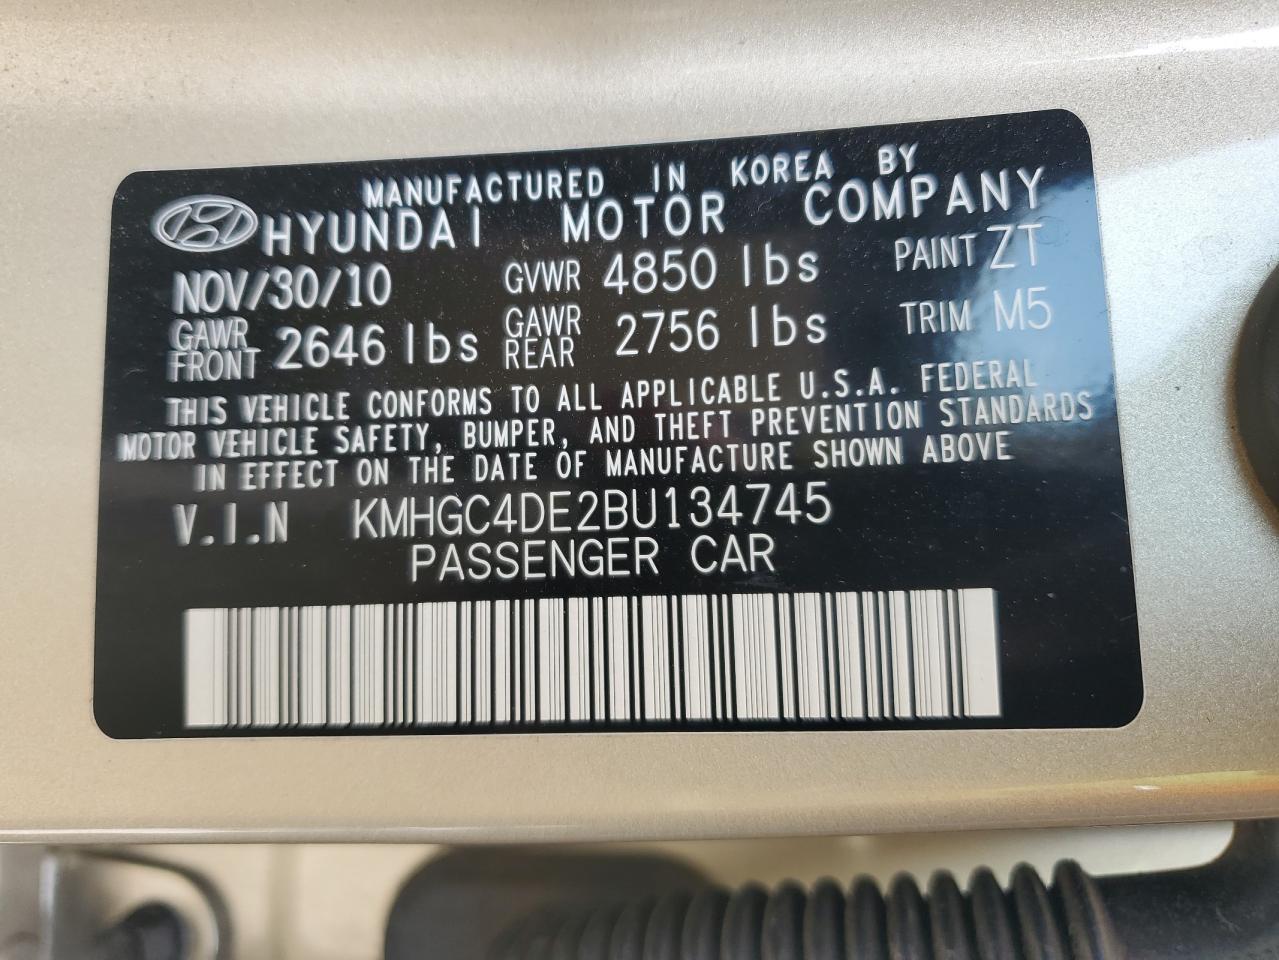 MANUFACTURED IN KOREA BY
HYUNDAI MOTOR COMPANY
NOV/30/10 GVWR 4850 lbs PAINT ZT
GAWR FRONT 2646 lbs GAWR REAR 2756 lbs TRIM M5
THIS VEHICLE CONFORMS TO ALL APPLICABLE U.S.A. FEDERAL
MOTOR VEHICLE SAFETY, BUMPER, AND THEFT PREVENTION STANDARDS
IN EFFECT ON THE DATE OF MANUFACTURE SHOWN ABOVE
V.I.N KMHGC4DE2BU134745
PASSENGER CAR